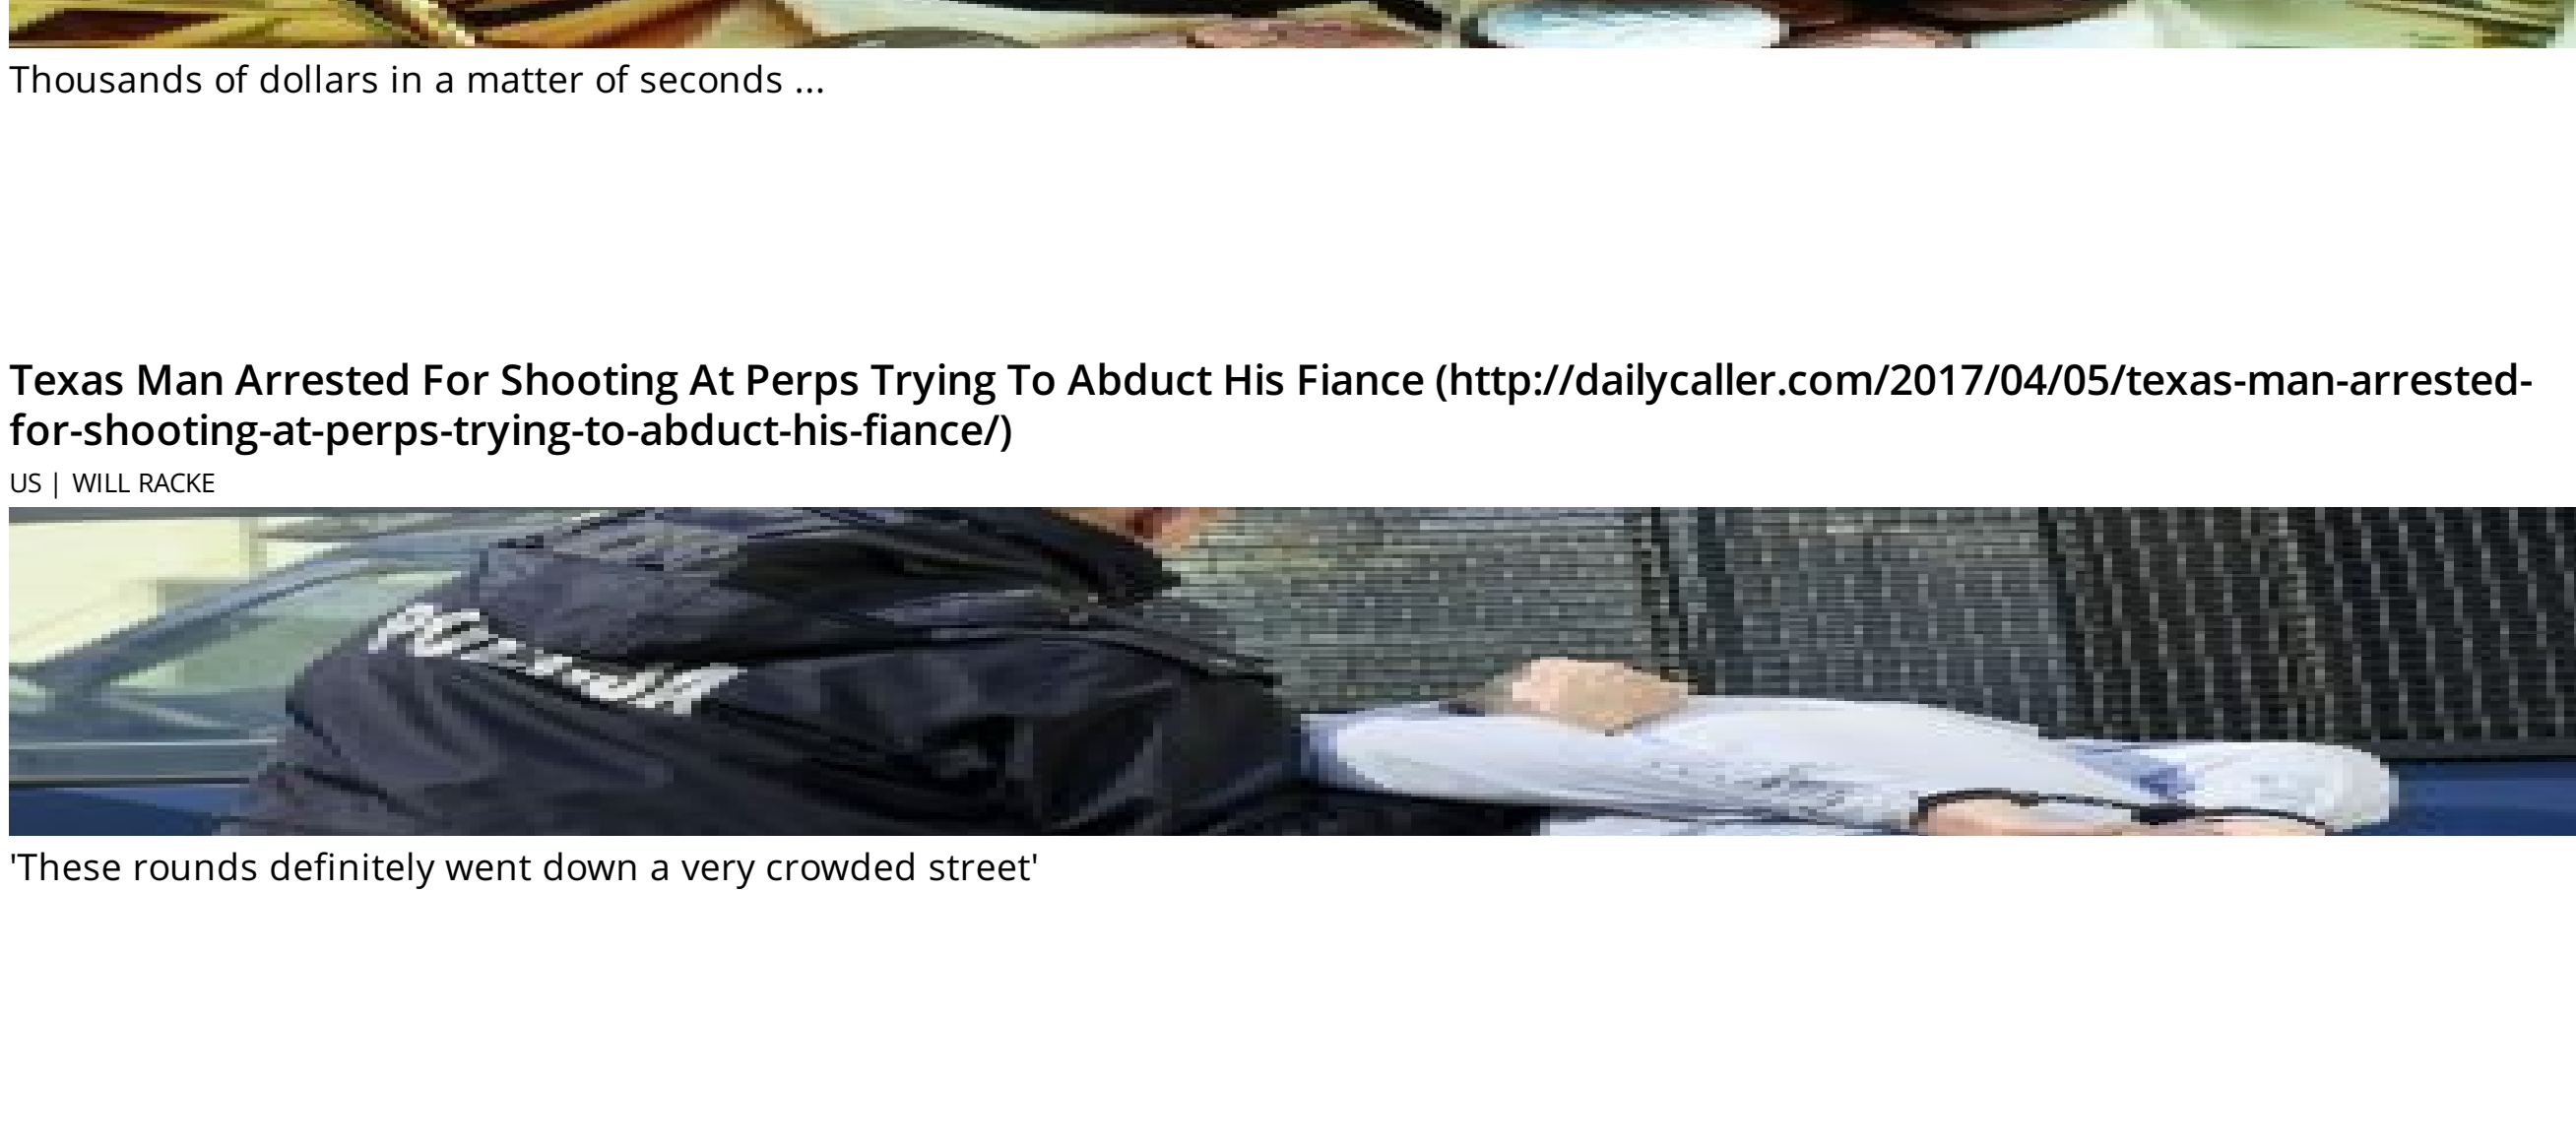 Thousands of dollars in a matter of seconds ...
Texas Man Arrested For Shooting At Perps Trying To Abduct His Fiance (http://dailycaller.com/2017/04/05/texas-man-arrested-
for-shooting-at-perps-trying-to-abduct-his-fiance/)
US | WILL RACKE
'These rounds definitely went down a very crowded street'